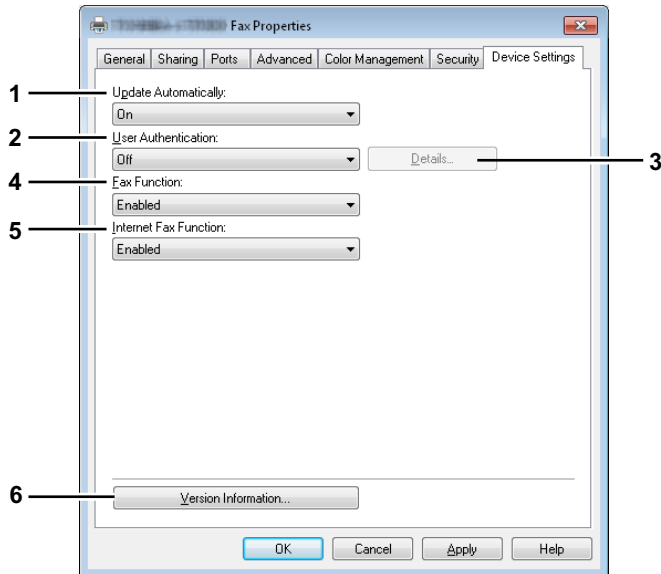 Fax Properties
General Sharing Ports Advanced Color Management Security Device Settings
1 Update Automatically:
On
2 User Authentication:
Off Details... 3
4 Fax Function:
Enabled
5 Internet Fax Function:
Enabled
6 Version Information...
OK Cancel Apply Help